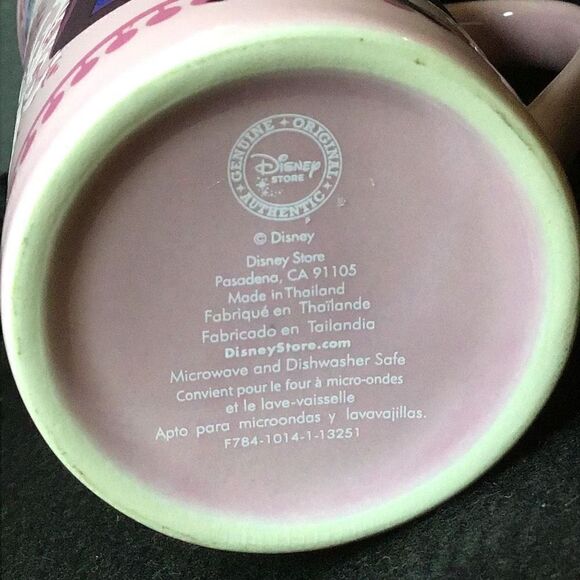 GENUINE ✦ ORIGINAL ✦ AUTHENTIC ✦
Disney
STORE
© Disney
Disney Store
Pasadena, CA 91105
Made in Thailand
Fabriqué en Thaïlande
Fabricado en Tailandia
DisneyStore.com
Microwave and Dishwasher Safe
Convient pour le four à micro-ondes
et le lave-vaisselle
Apto para microondas y lavavajillas.
F784-1014-1-13251